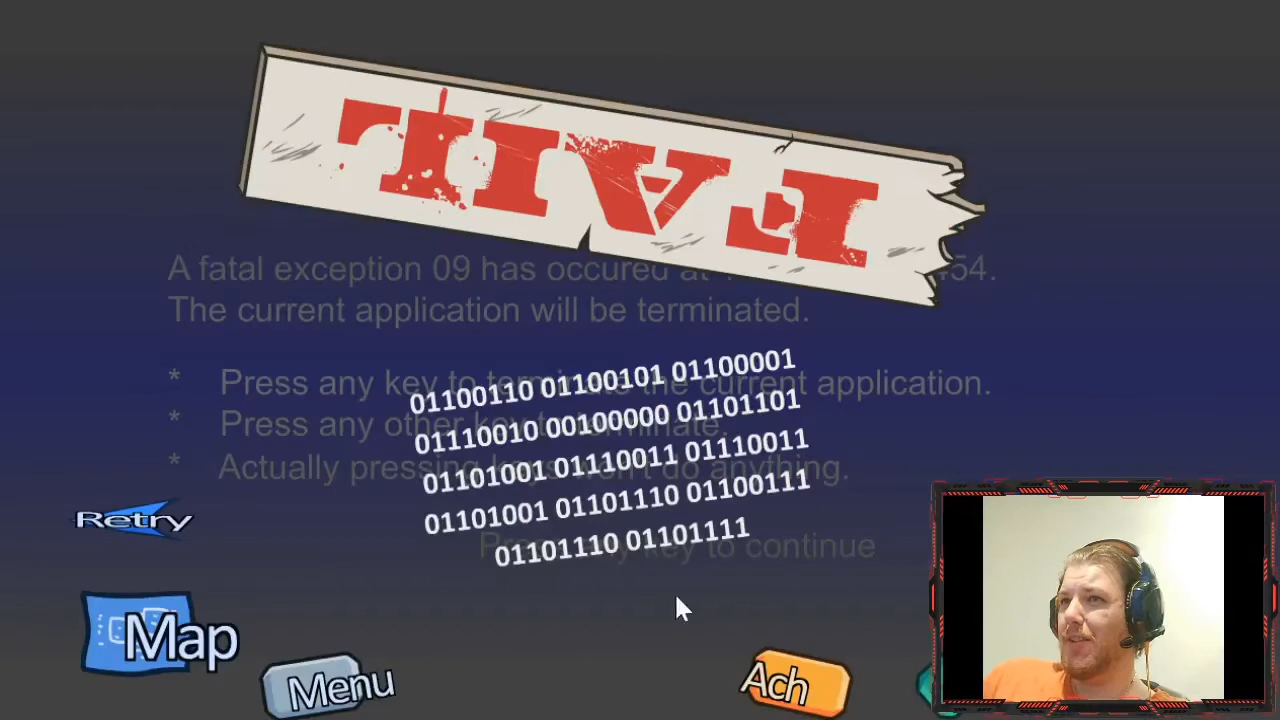 FAIL
A fatal exception 09 has occured at
The current application will be terminated.
* Press any key to terminate the current application.
* Press any other key to terminate.
* Actually pressing keys won't do anything.
01100110 01100101 01100001
01110010 00100000 01101101
01101001 01110011 01110011
01101001 01101110 01100111
01101110 01101111
Press any key to continue
Retry
Map
Menu
Ach